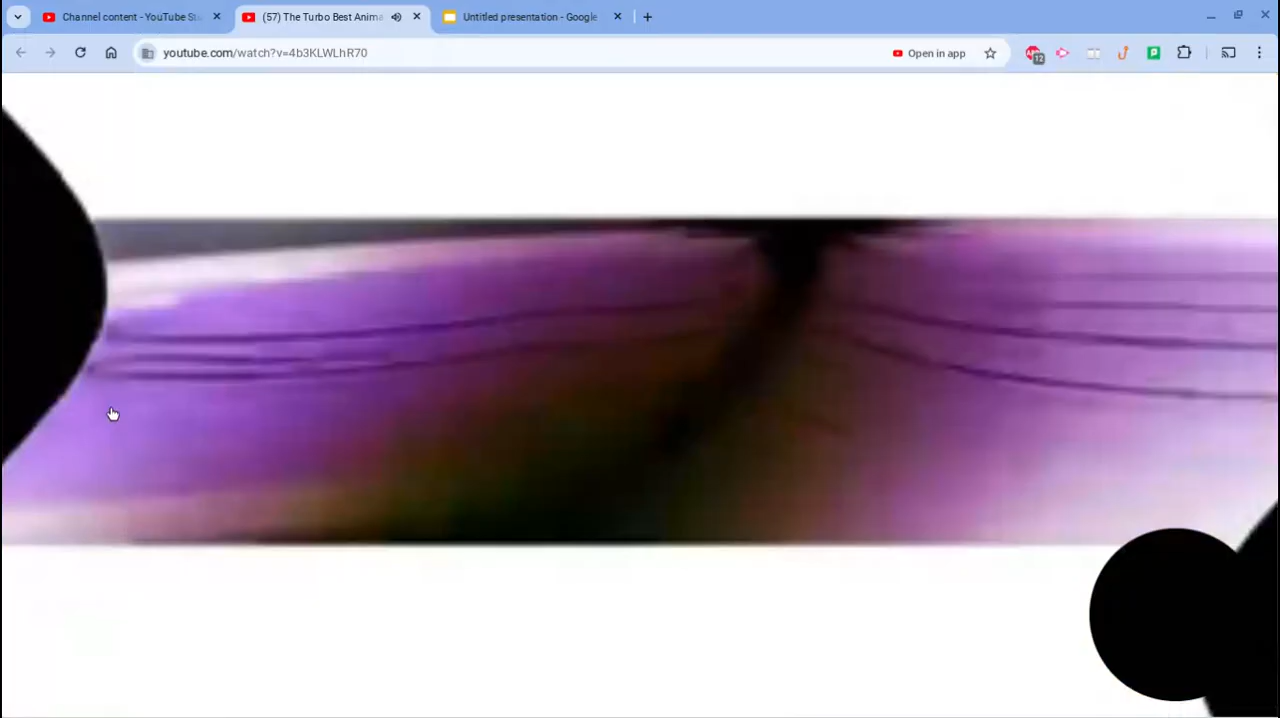 Channel content - YouTube Stu
(57) The Turbo Best Anima
Untitled presentation - Google
youtube.com/watch?v=4b3KLWLhR70
Open in app
12